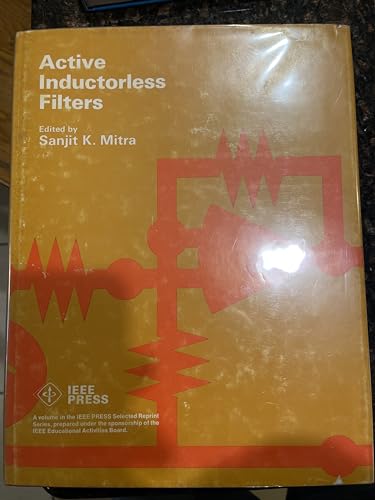 Active
Inductorless
Filters
Edited by
Sanjit K. Mitra
IEEE
PRESS
A volume in the IEEE PRESS Selected Reprint
Series, prepared under the sponsorship of the
IEEE Educational Activities Board.